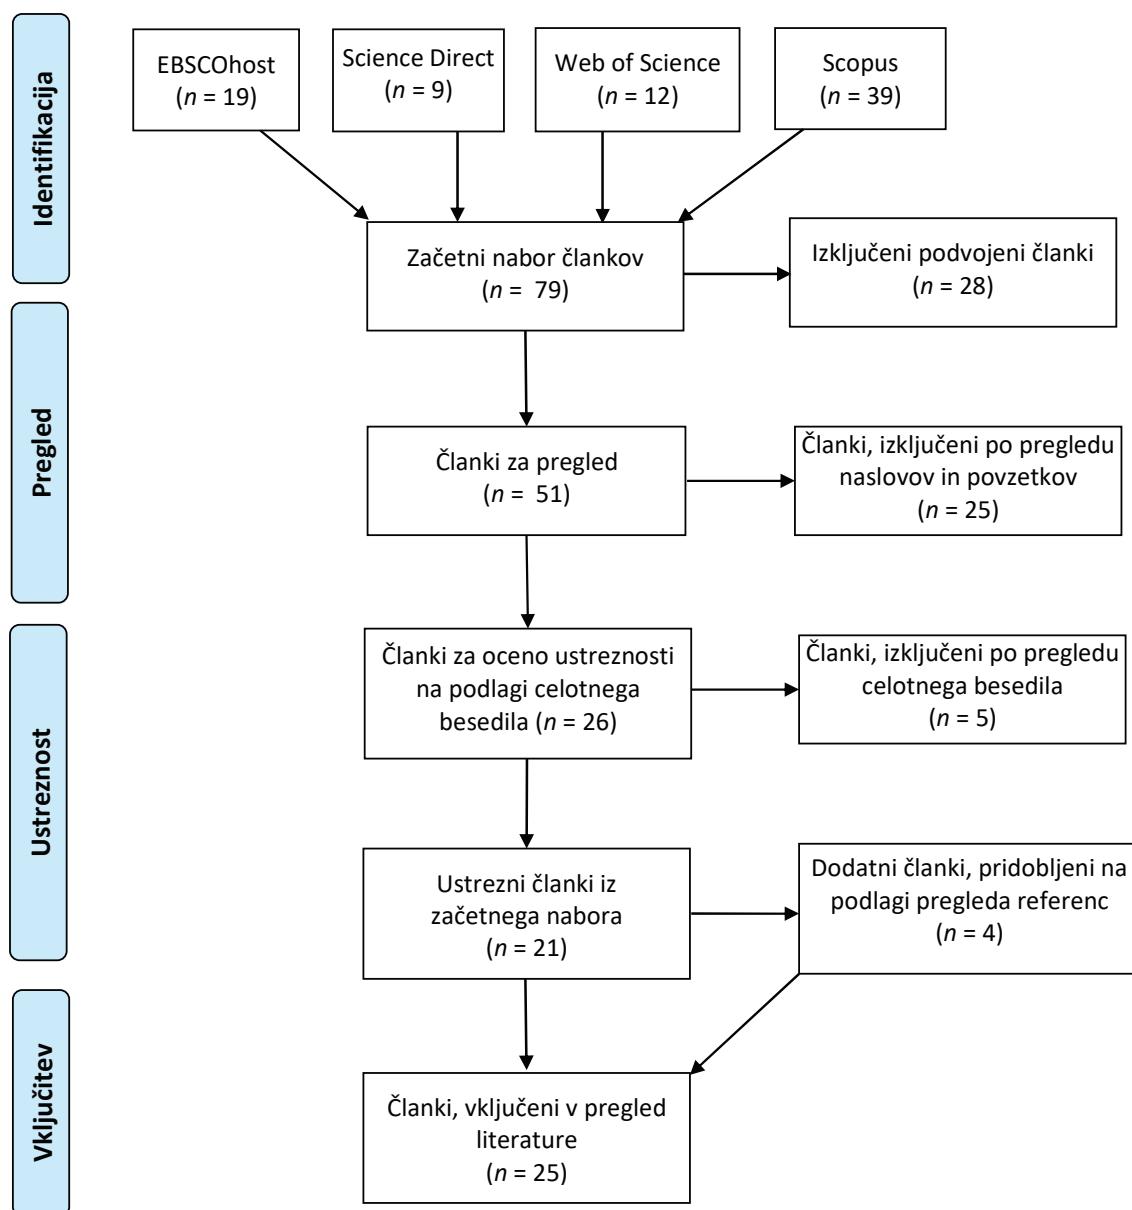 Identifikacija
EBSCOhost
(n = 19)
Science Direct
(n = 9)
Web of Science
(n = 12)
Scopus
(n = 39)
Začetni nabor člankov
(n = 79)
Izključeni podvojeni članki
(n = 28)
Pregled
Članki za pregled
(n = 51)
Članki, izključeni po pregledu
naslovov in povzetkov
(n = 25)
Ustreznost
Članki za oceno ustreznosti
na podlagi celotnega
besedila (n = 26)
Članki, izključeni po pregledu
celotnega besedila
(n = 5)
Ustrezni članki iz
začetnega nabora
(n = 21)
Dodatni članki, pridobljeni na
podlagi pregleda referenc
(n = 4)
Vključitev
Članki, vključeni v pregled
literature
(n = 25)